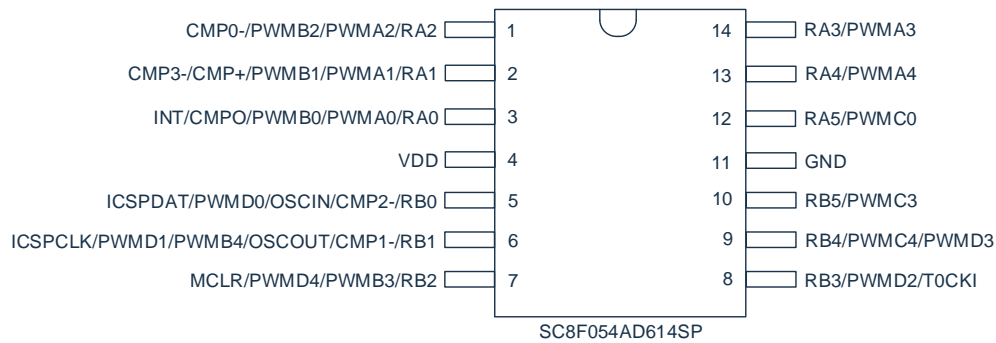 CMP0-/PWMB2/PWMA2/RA2 1 14 RA3/PWMA3
CMP3-/CMP+/PWMB1/PWMA1/RA1 2 13 RA4/PWMA4
INT/CMPO/PWMB0/PWMA0/RA0 3 12 RA5/PWMC0
VDD 4 11 GND
ICSPDAT/PWMD0/OSCIN/CMP2-/RB0 5 10 RB5/PWMC3
ICSPCLK/PWMD1/PWMB4/OSCOUT/CMP1-/RB1 6 9 RB4/PWMC4/PWMD3
MCLR/PWMD4/PWMB3/RB2 7 8 RB3/PWMD2/T0CKI
SC8F054AD614SP